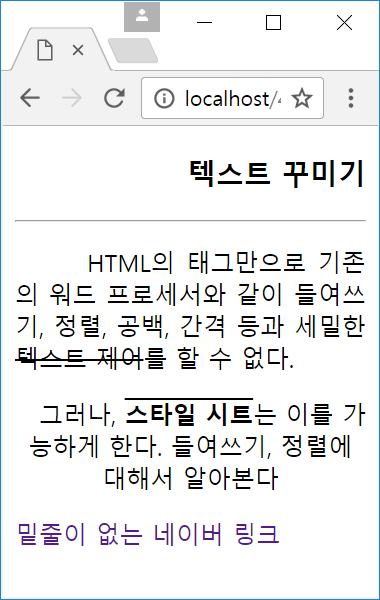 localhost/4
텍스트 꾸미기
HTML의 태그만으로 기존
의 워드 프로세서와 같이 들여쓰
기, 정렬, 공백, 간격 등과 세밀한
텍스트 제어를 할 수 없다.
그러나, 스타일 시트는 이를 가
능하게 한다. 들여쓰기, 정렬에
대해서 알아본다
밑줄이 없는 네이버 링크